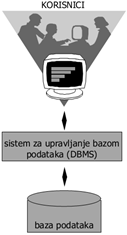 KORISNICI
sistem za upravljanje bazom
podataka (DBMS)
baza podataka